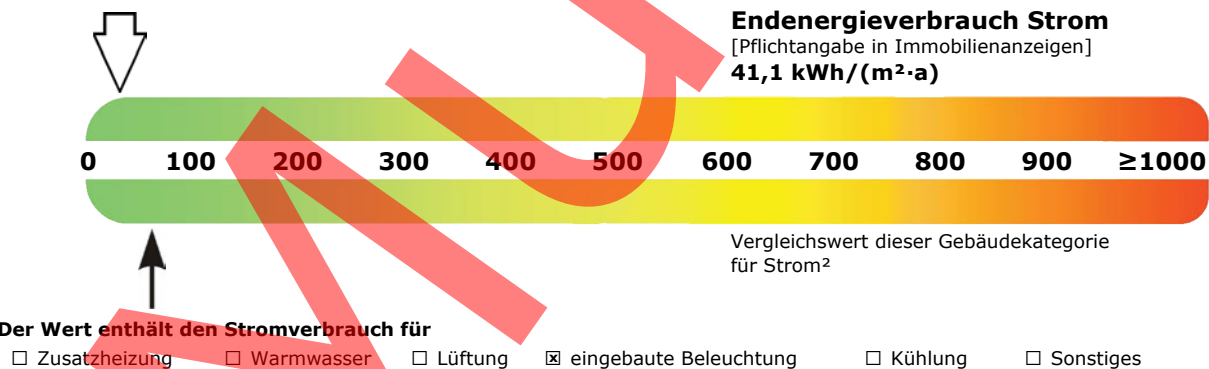 Endenergieverbrauch Strom
[Pflichtangabe in Immobilienanzeigen]
41,1 kWh/(m²·a)
0 100 200 300 400 500 600 700 800 900 ≥1000
Vergleichswert dieser Gebäudekategorie
für Strom²
Der Wert enthält den Stromverbrauch für
☐ Zusatzheizung ☐ Warmwasser ☐ Lüftung ☒ eingebaute Beleuchtung ☐ Kühlung ☐ Sonstiges